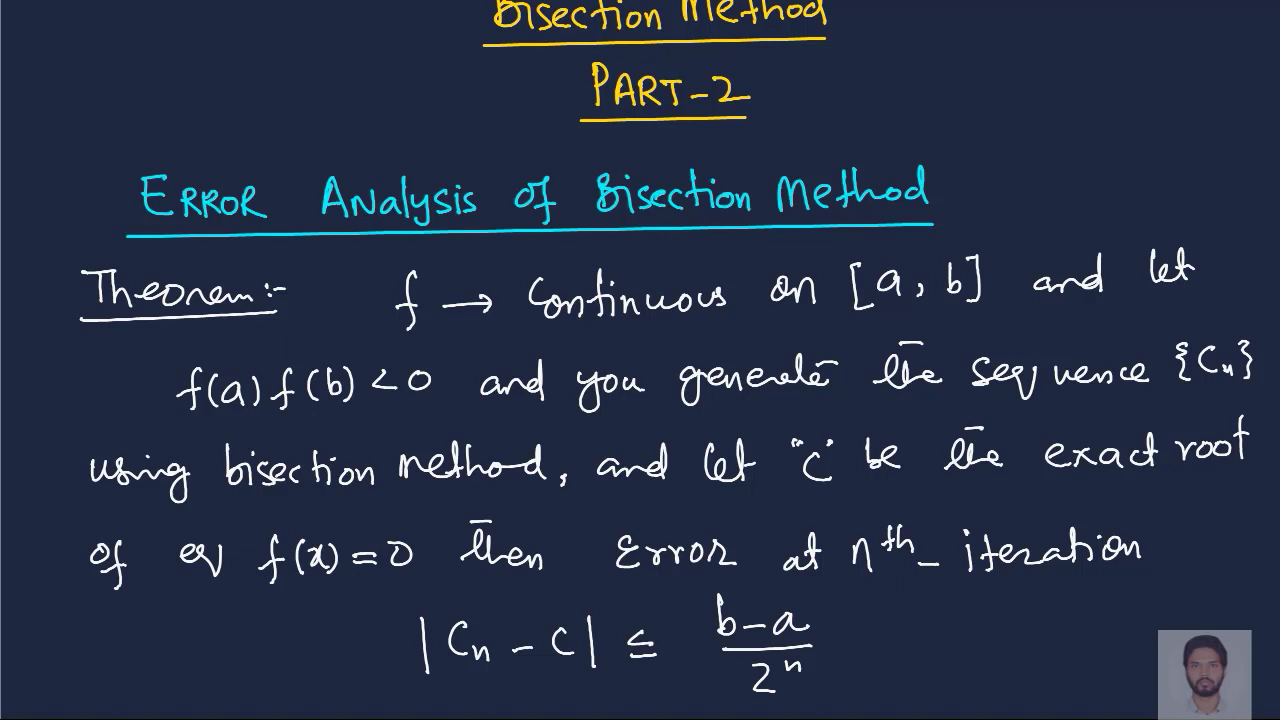 Bisection Method
PART-2
ERROR Analysis of Bisection Method
Theorem:- f → Continuous on [a, b] and let
f(a) f(b) < 0 and you generate the sequence {Cn}
using bisection method, and let "c" be the exact root
of eq f(x) = 0 then Error at nth iteration
|Cn - C| ≤ b-a/2^n